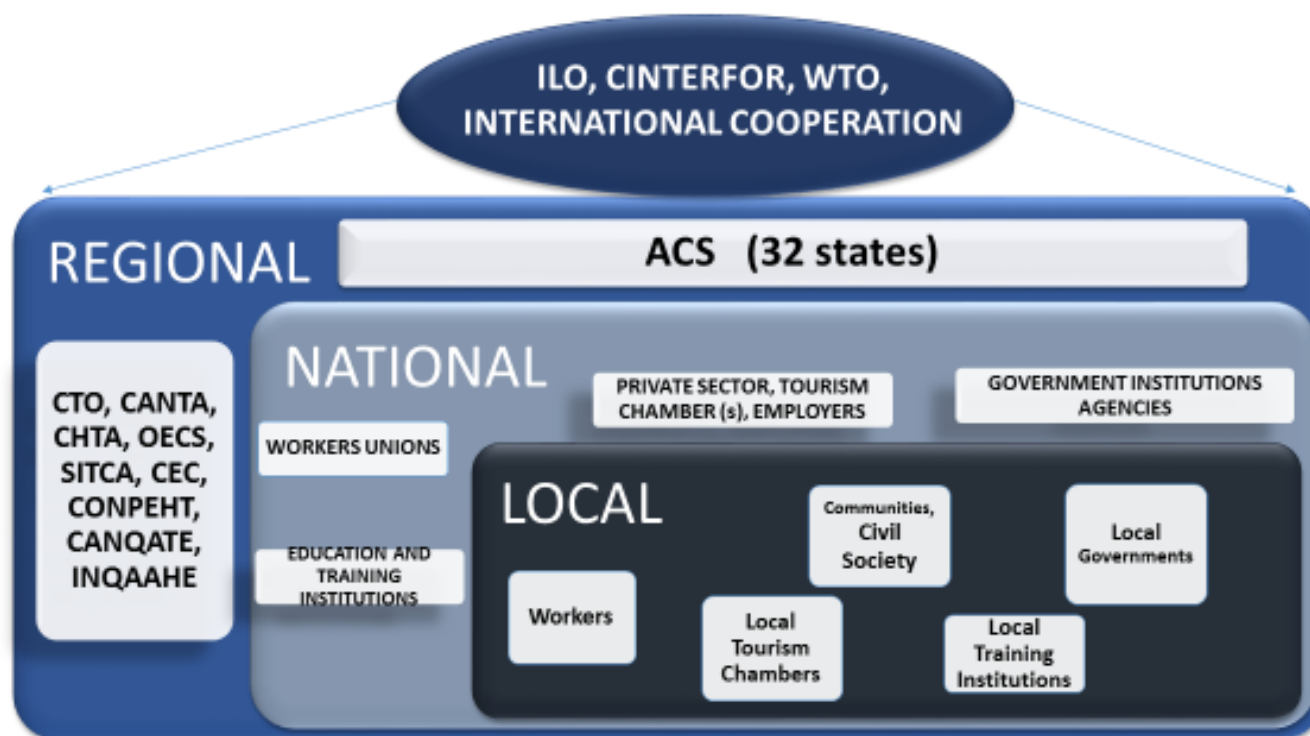 ILO, CINTERFOR, WTO,
INTERNATIONAL COOPERATION
REGIONAL
ACS (32 states)
CTO, CANTA,
CHTA, OECS,
SITCA, CEC,
CONPEHT,
CANQATE,
INQAAHE
NATIONAL
PRIVATE SECTOR, TOURISM
CHAMBER (s), EMPLOYERS
GOVERNMENT INSTITUTIONS
AGENCIES
WORKERS UNIONS
EDUCATION AND
TRAINING
INSTITUTIONS
LOCAL
Communities,
Civil
Society
Local
Governments
Workers
Local
Tourism
Chambers
Local
Training
Institutions